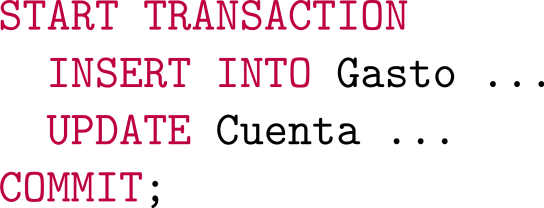 START TRANSACTION
INSERT INTO Gasto ...
UPDATE Cuenta ...
COMMIT;